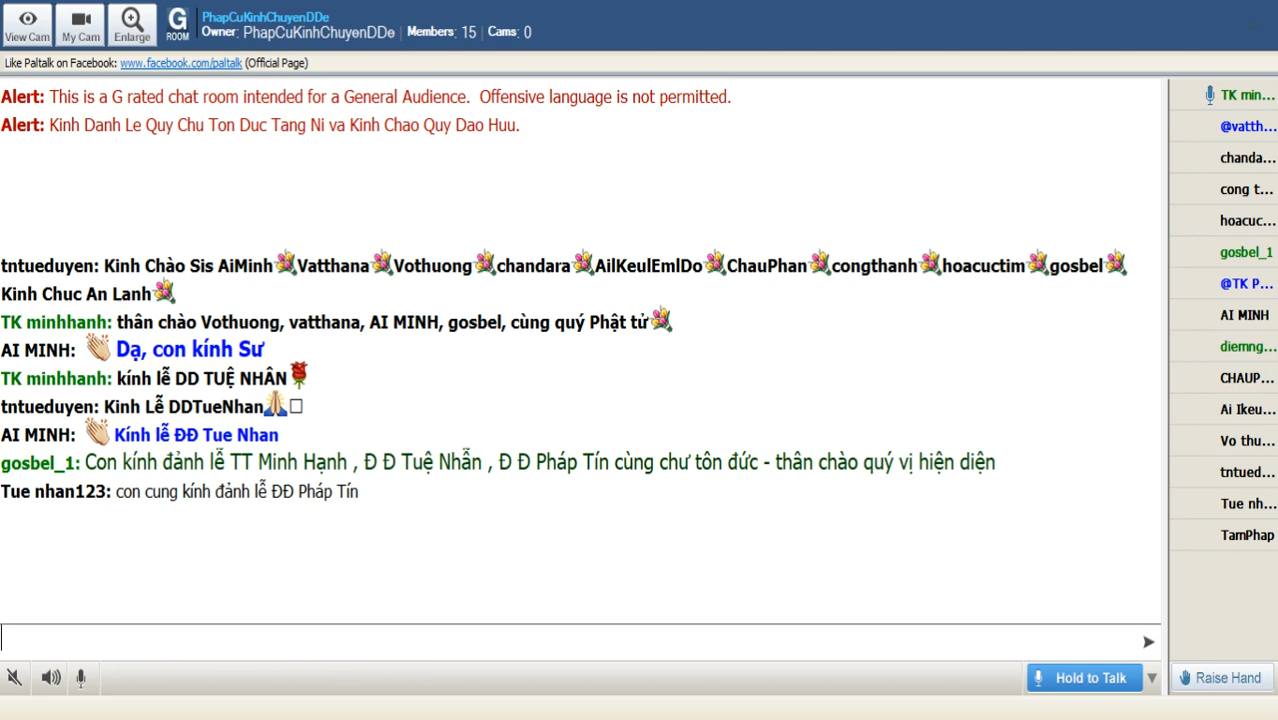 View Cam
My Cam
Enlarge
G
ROOM
PhapCuKinhChuyenDDe
Owner: PhapCuKinhChuyenDDe | Members: 15 | Cams: 0
Like Paltalk on Facebook: www.facebook.com/paltalk (Official Page)
Alert: This is a G rated chat room intended for a General Audience. Offensive language is not permitted.
Alert: Kinh Danh Le Quy Chu Ton Duc Tang Ni va Kinh Chao Quy Dao Huu.
tntueduyen: Kinh Chào Sis AiMinh Vatthana Vothuong chandara AilKeulEmlDo ChauPhan congthanh hoacuctim gosbel
Kinh Chuc An Lanh
TK minhhanh: thân chào Vothuong, vatthana, AI MINH, gosbel, cùng quý Phật tử
AI MINH: Dạ, con kính Sư
TK minhhanh: kính lễ DD TUỆ NHÂN
tntueduyen: Kinh Lễ DDTueNhan
AI MINH: Kính lễ ĐĐ Tue Nhan
gosbel_1: Con kính đảnh lễ TT Minh Hạnh , Đ Đ Tuệ Nhẫn , Đ Đ Pháp Tín cùng chư tôn đức - thân chào quý vị hiện diện
Tue nhan123: con cung kính đảnh lễ ĐĐ Pháp Tín
TK min...
@vatth...
chanda...
cong t...
hoacuc...
gosbel_1
@TK P...
AI MINH
diemng...
CHAUP...
Ai Ikeu...
Vo thu...
tntued...
Tue nh...
TamPhap
Hold to Talk
Raise Hand